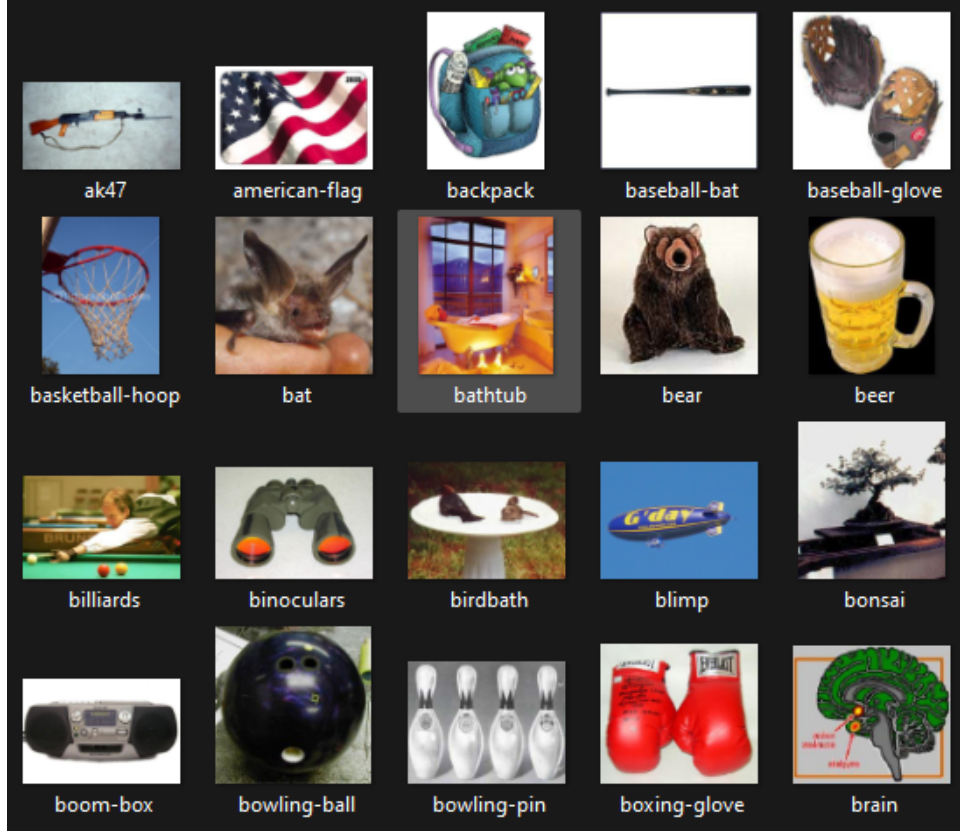 ak47
american-flag
backpack
baseball-bat
baseball-glove
basketball-hoop
bat
bathtub
bear
beer
BRUN
G'day
billiards
binoculars
birdbath
blimp
bonsai
EVERLAST
boom-box
bowling-ball
bowling-pin
boxing-glove
brain